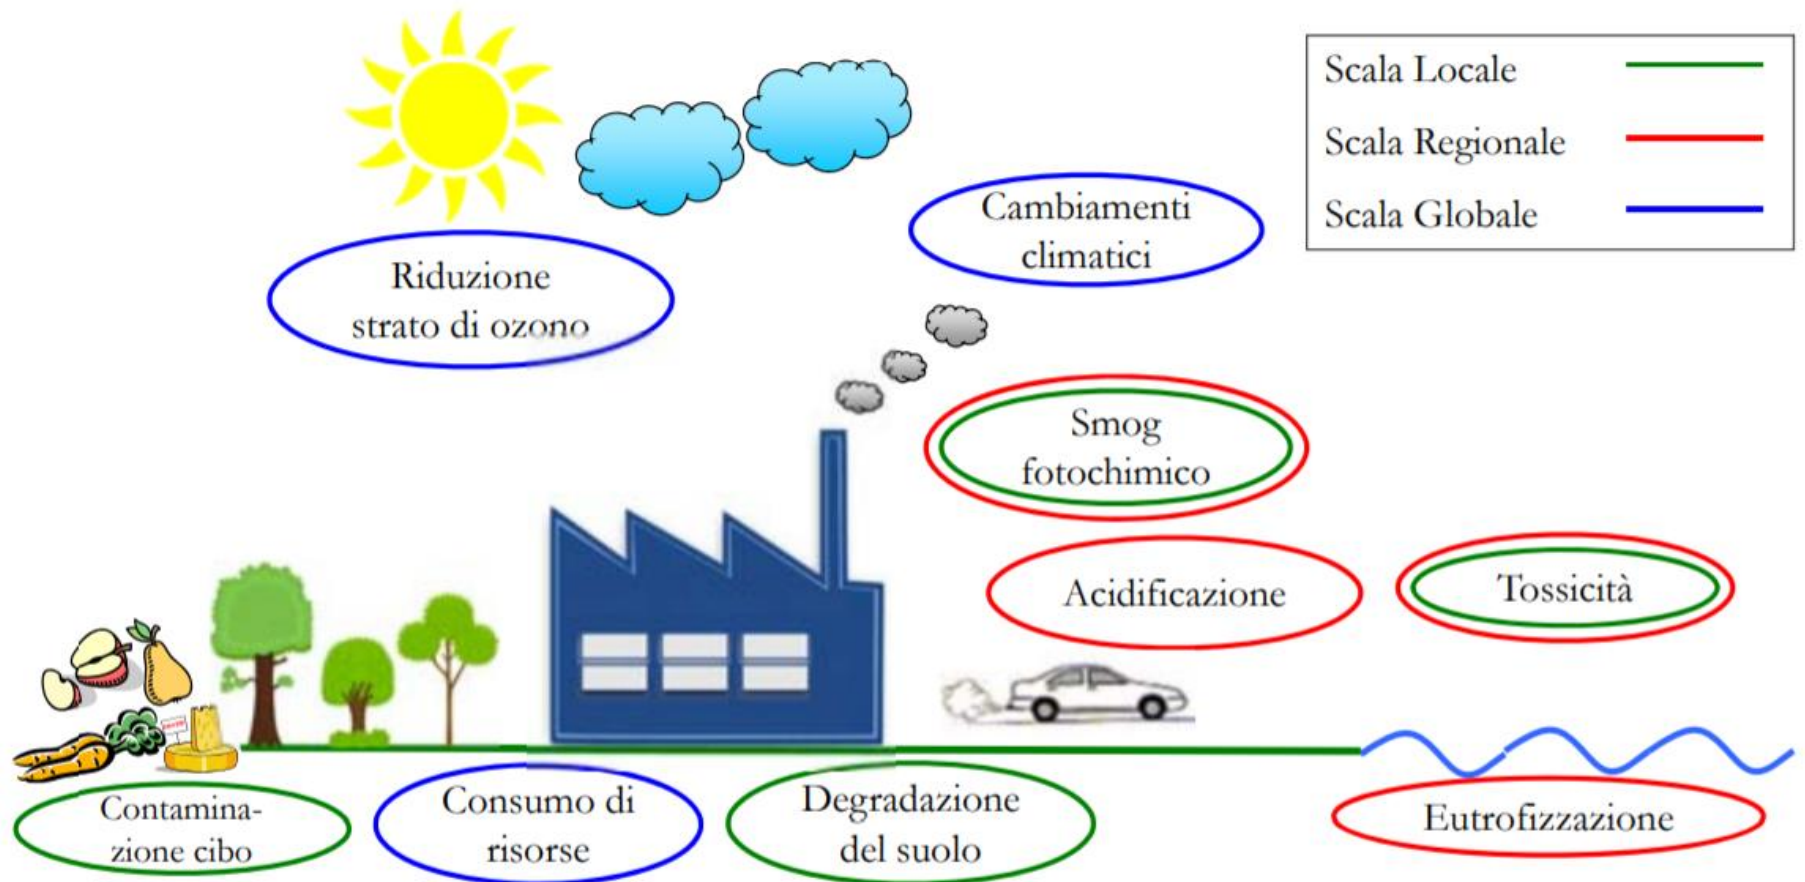 Scala Locale
Scala Regionale
Scala Globale
Cambiamenti
climatici
Riduzione
strato di ozono
Smog
fotochimico
Acidificazione
Tossicità
Contamina-
zione cibo
Consumo di
risorse
Degradazione
del suolo
Eutrofizzazione